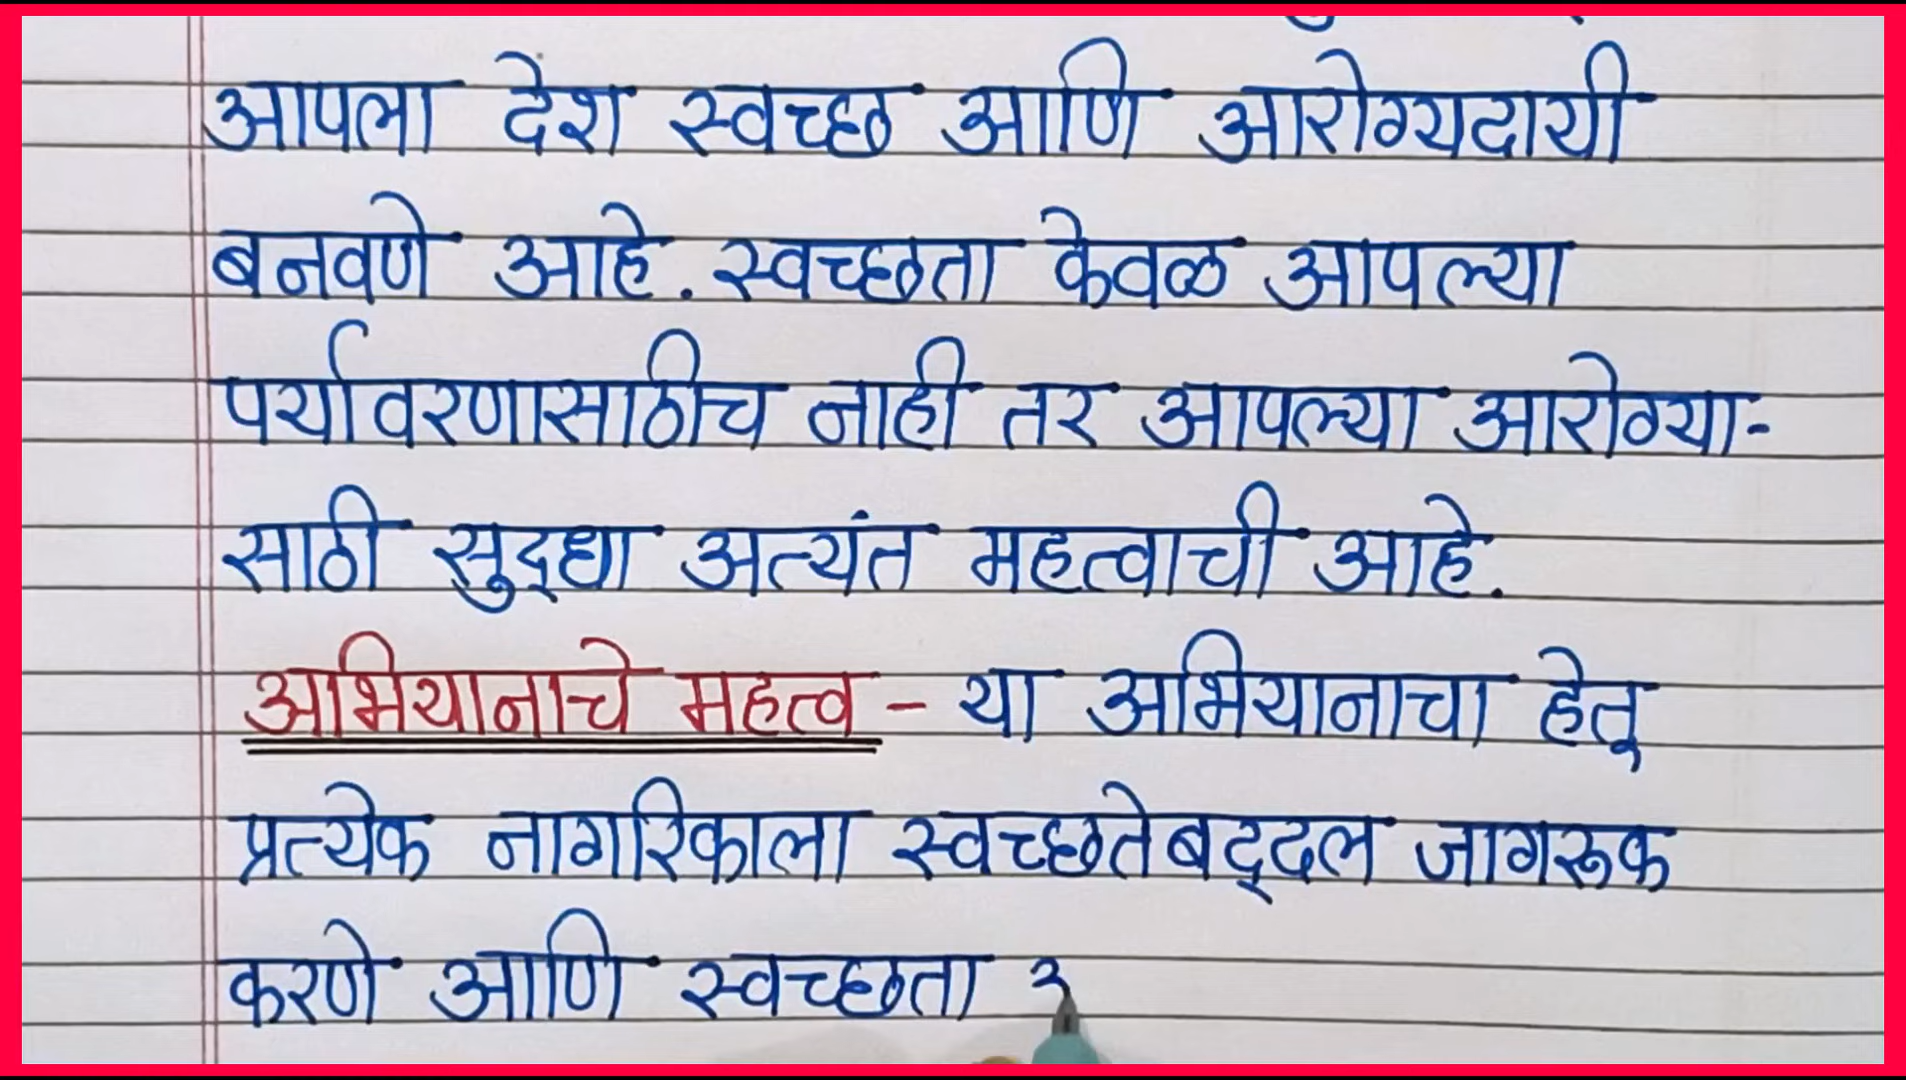 आपला देश स्वच्छ आणि आरोग्यदायी
बनवणे आहे. स्वच्छता केवळ आपल्या
पर्यावरणासाठीच नाही तर आपल्या आरोग्या-
साठी सुद्धा अत्यंत महत्वाची आहे.
अभियानाचे महत्व - या अभियानाचा हेतू
प्रत्येक नागरिकाला स्वच्छतेबद्दल जागरूक
करणे आणि स्वच्छता